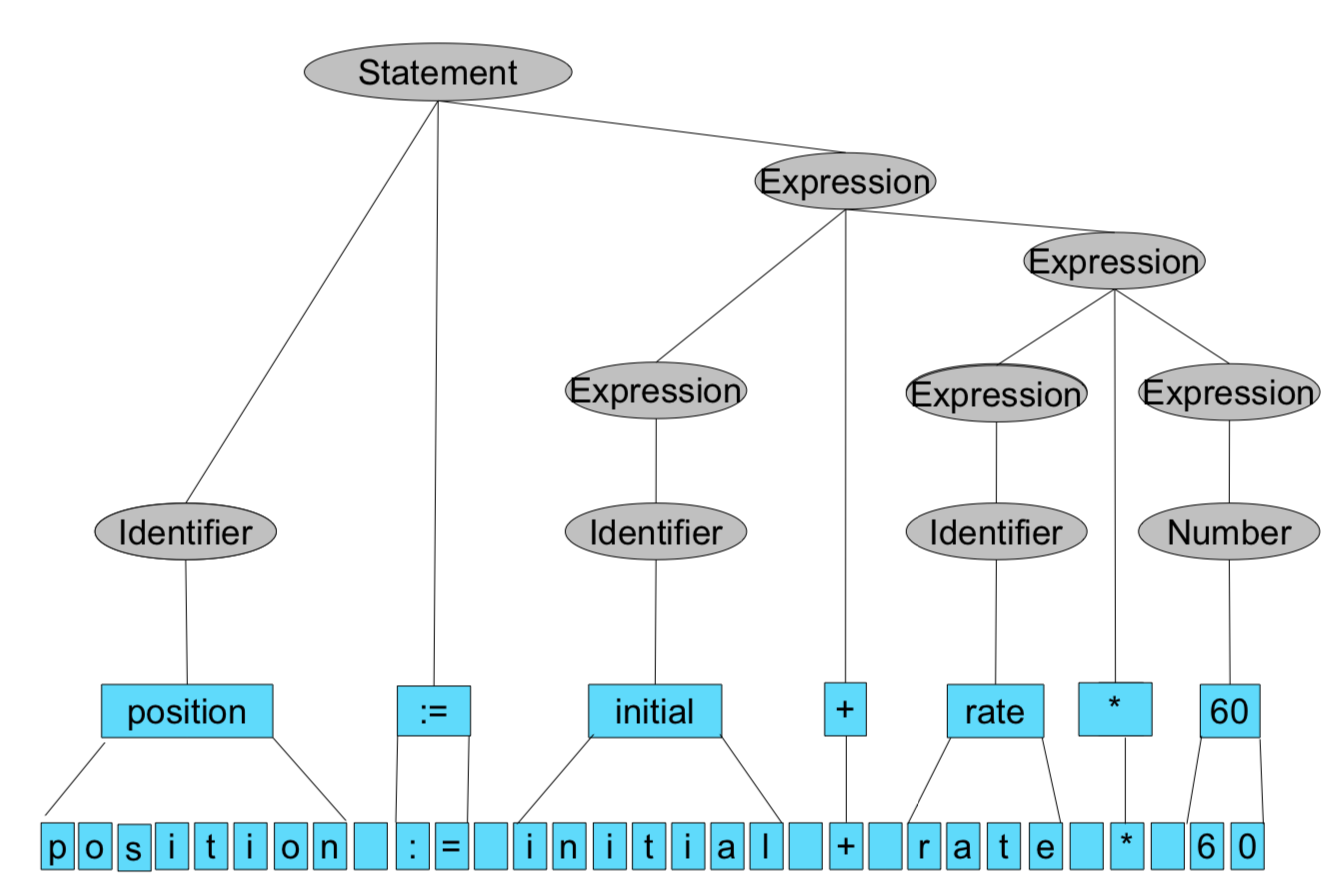 Statement
Expression
Expression
Expression Expression Expression
Identifier Identifier Identifier Number
position := initial + rate * 60
p o s i t i o n : = i n i t i a l + r a t e * 6 0